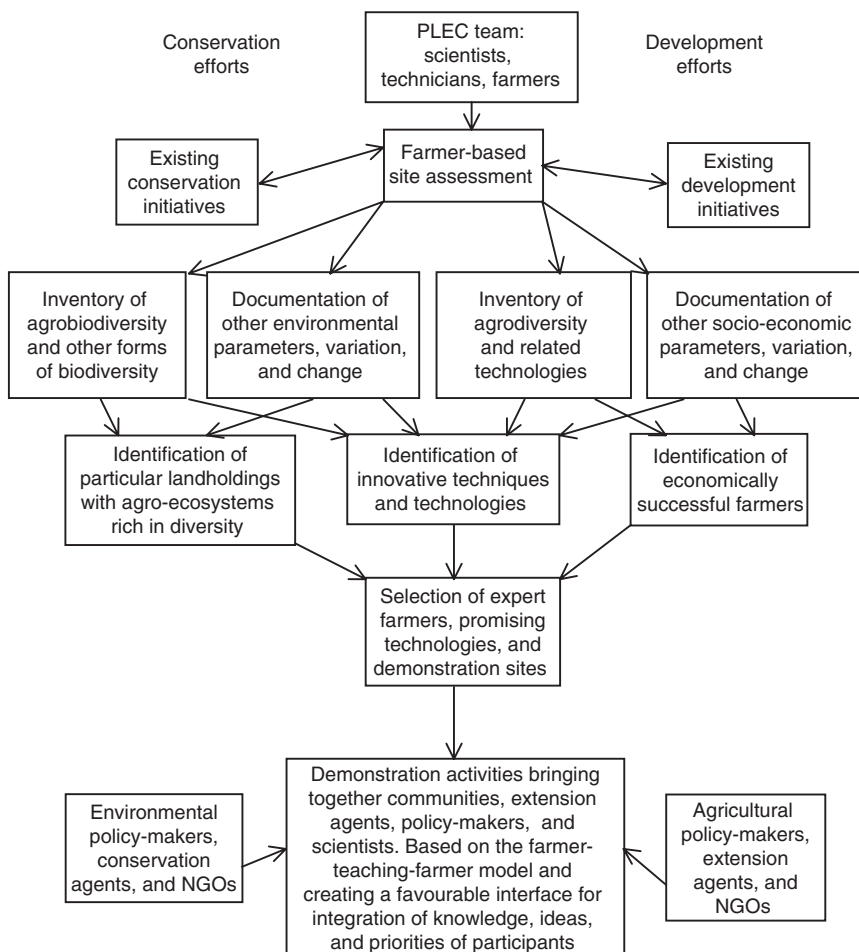 Conservation
efforts
PLEC team:
scientists,
technicians,
farmers
Development
efforts
Existing
conservation
initiatives
Farmer-based
site assessment
Existing
development
initiatives
Inventory of
agrobiodiversity
and other forms
of biodiversity
Documentation of
other environmental
parameters, variation,
and change
Inventory of
agrodiversity
and related
technologies
Documentation of
other socio-economic
parameters, variation,
and change
Identification of
particular landholdings
with agro-ecosystems
rich in diversity
Identification of
innovative techniques
and technologies
Identification of
economically
successful farmers
Selection of expert
farmers, promising
technologies, and
demonstration sites
Environmental
policy-makers,
conservation
agents, and NGOs
Demonstration activities bringing
together communities, extension
agents, policy-makers, and
scientists. Based on the farmer-
teaching-farmer model and
creating a favourable interface for
integration of knowledge, ideas,
and priorities of participants
Agricultural
policy-makers,
extension
agents, and
NGOs